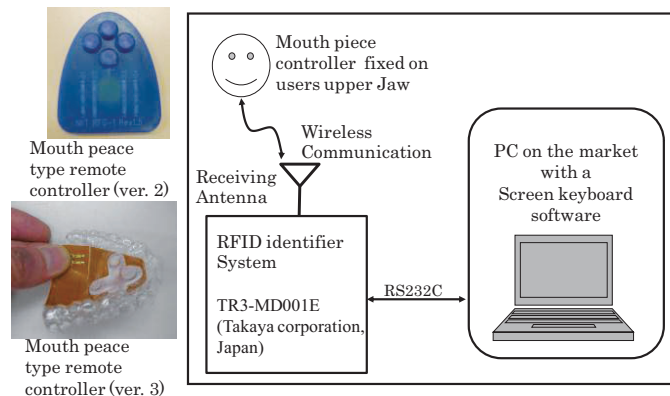 Mouth peace
type remote
controller (ver. 2)
Mouth peace
type remote
controller (ver. 3)
Mouth piece
controller fixed on
users upper Jaw
Wireless
Communication
Receiving
Antenna
RFID identifier
System
TR3-MD001E
(Takaya corporation,
Japan)
RS232C
PC on the market
with a
Screen keyboard
software